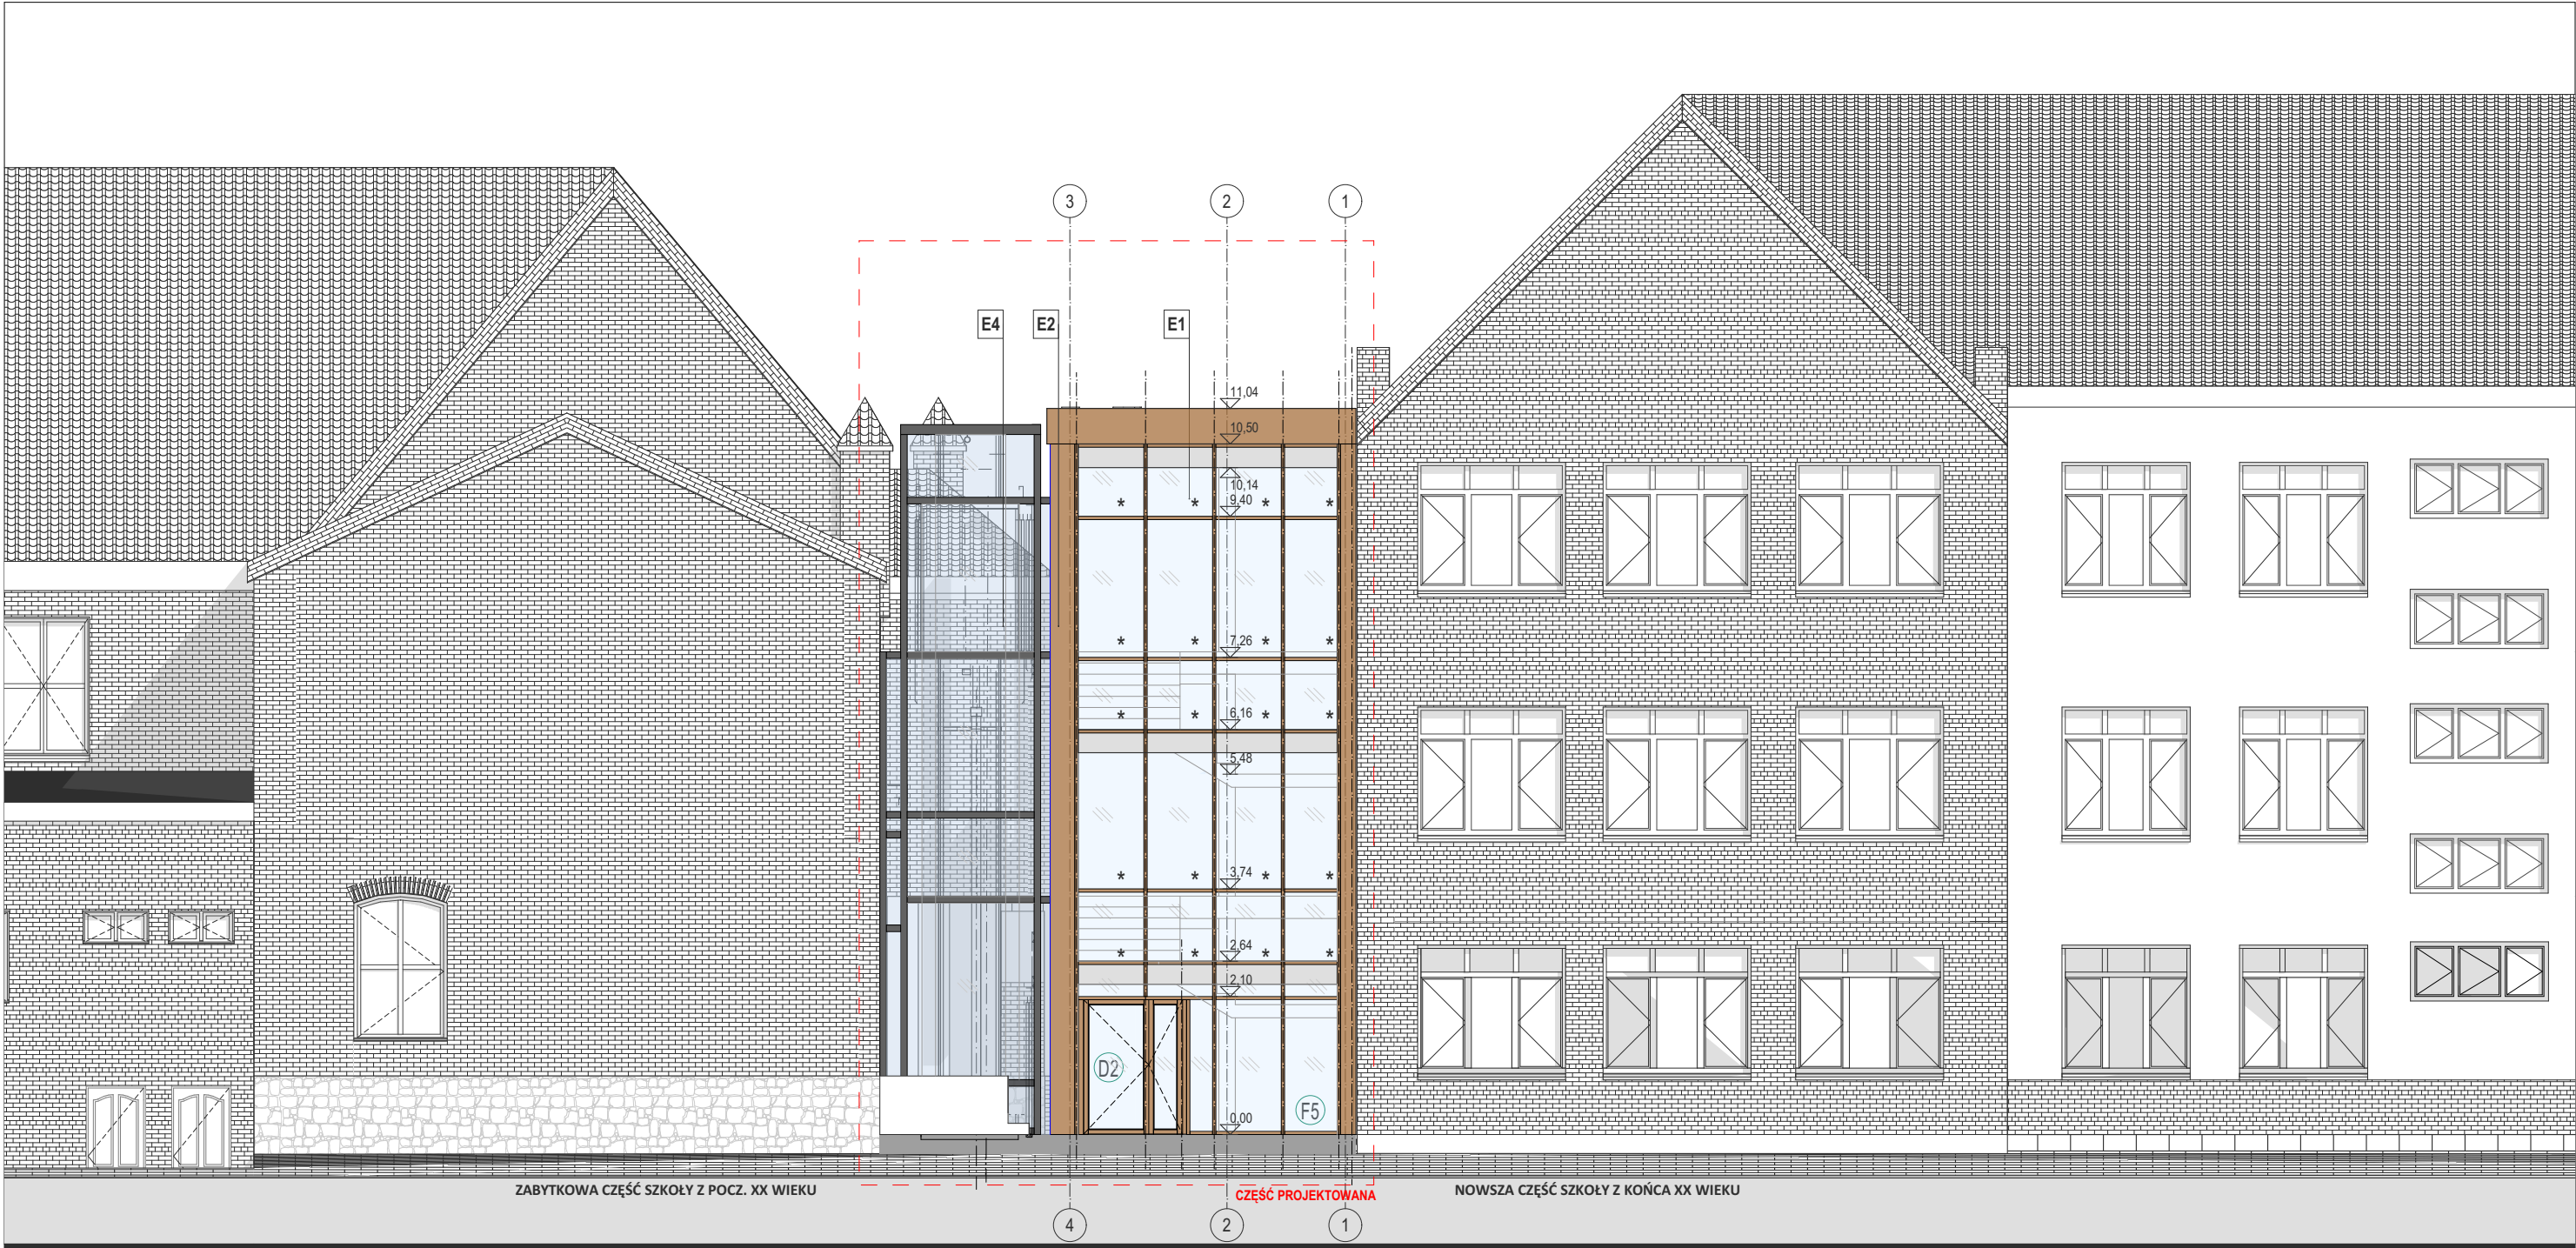 3 2 1
E4 E2 E1
11,04
10,50
10,14
9,40
* * * *
7,26
* * * *
6,16
* * * *
5,48
3,74
* * * *
2,64
* * * *
2,10
D2
F5
0,00
ZABYTKOWA CZĘŚĆ SZKOŁY Z POCZ. XX WIEKU
CZĘŚĆ PROJEKTOWANA
NOWSZA CZĘŚĆ SZKOŁY Z KOŃCA XX WIEKU
4 2 1